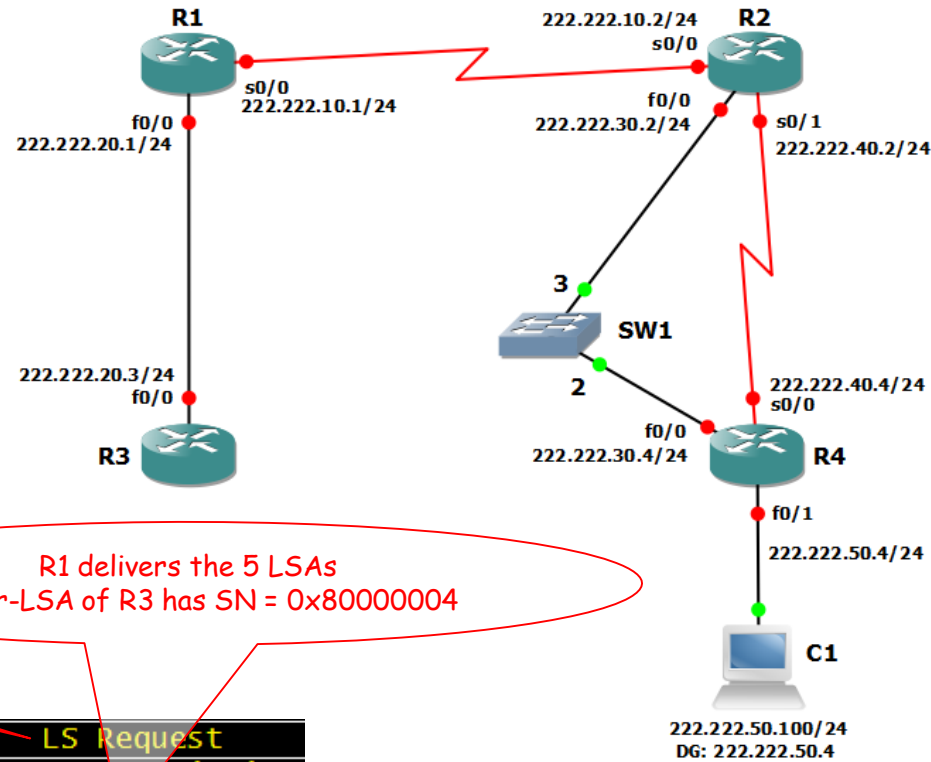 R1
222.222.10.2/24
R2
s0/0
s0/0
222.222.10.1/24
f0/0
222.222.20.1/24
f0/0
222.222.30.2/24
s0/1
222.222.40.2/24
3
SW1
2
222.222.20.3/24
f0/0
R3
222.222.40.4/24
s0/0
f0/0
222.222.30.4/24
R4
f0/1
222.222.50.4/24
R1 delivers the 5 LSAs
r-LSA of R3 has SN = 0x80000004
C1
222.222.50.100/24
DG: 222.222.50.4
LS Request